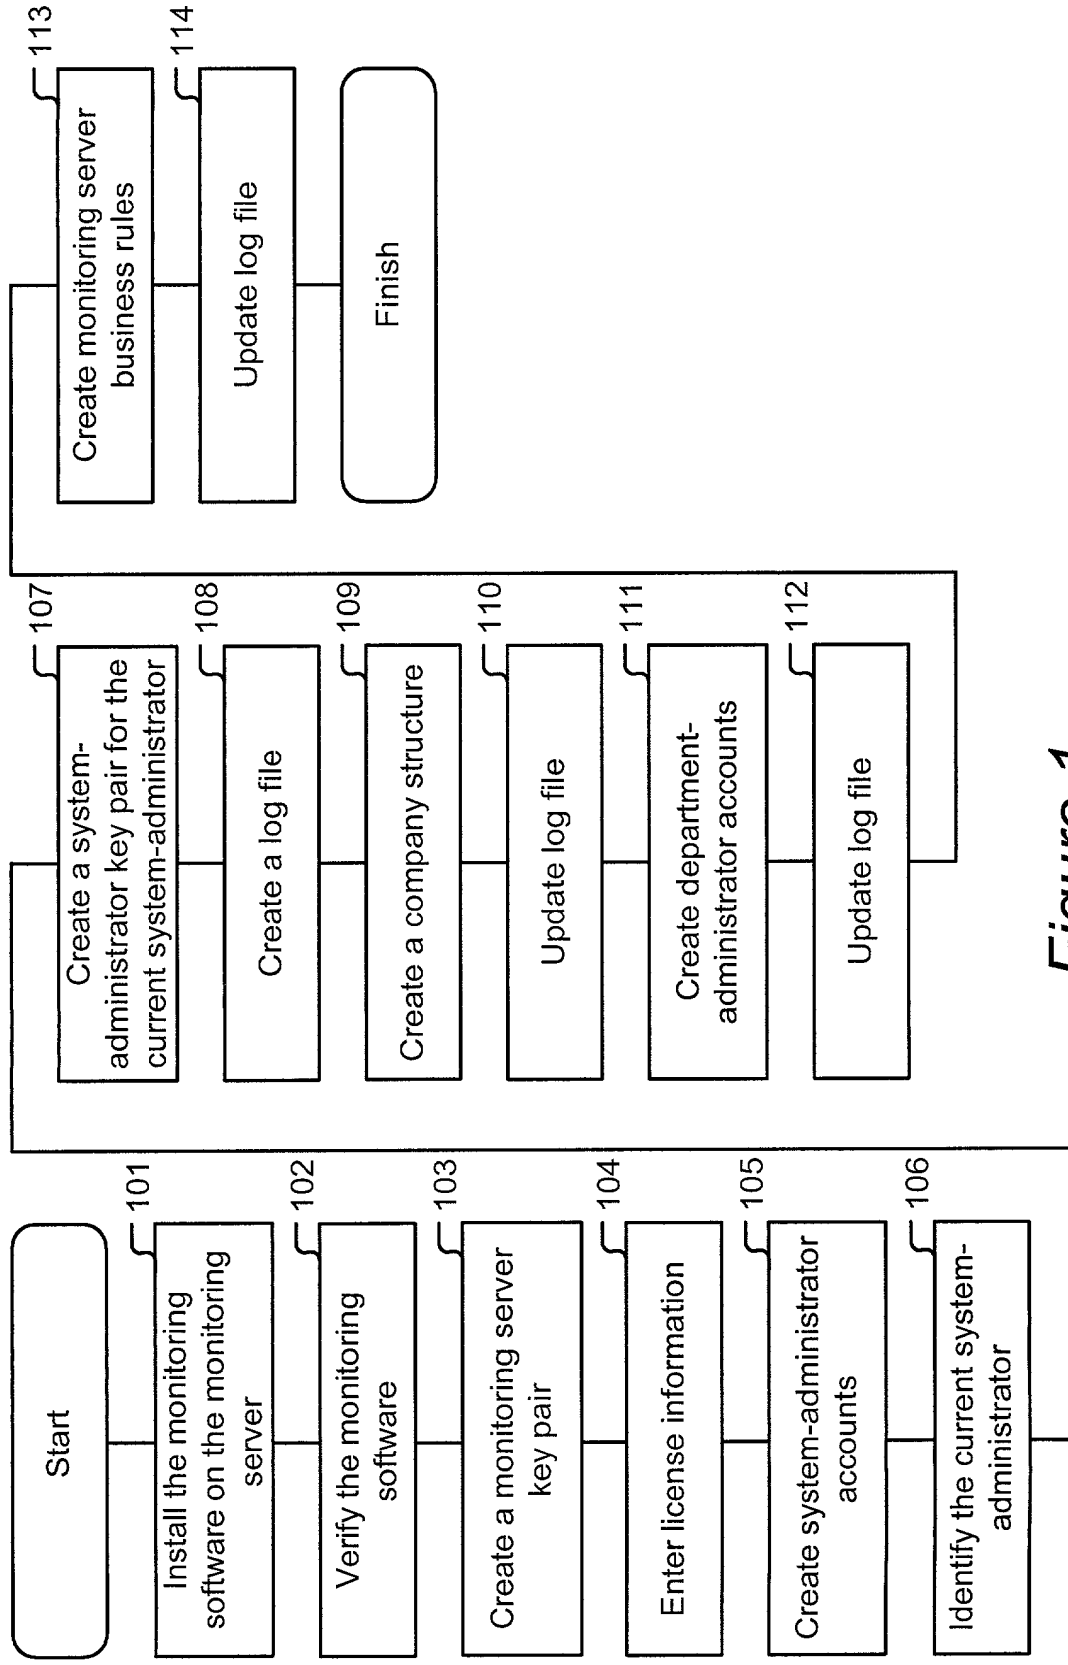 Start
101
Install the monitoring
software on the monitoring
server
102
Verify the monitoring
software
103
Create a monitoring server
key pair
104
Enter license information
105
Create system-administrator
accounts
106
Identify the current system-
administrator
107
Create a system-
administrator key pair for the
current system-administrator
108
Create a log file
109
Create a company structure
110
Update log file
111
Create department-
administrator accounts
112
Update log file
113
Create monitoring server
business rules
114
Update log file
Finish
Figure 1